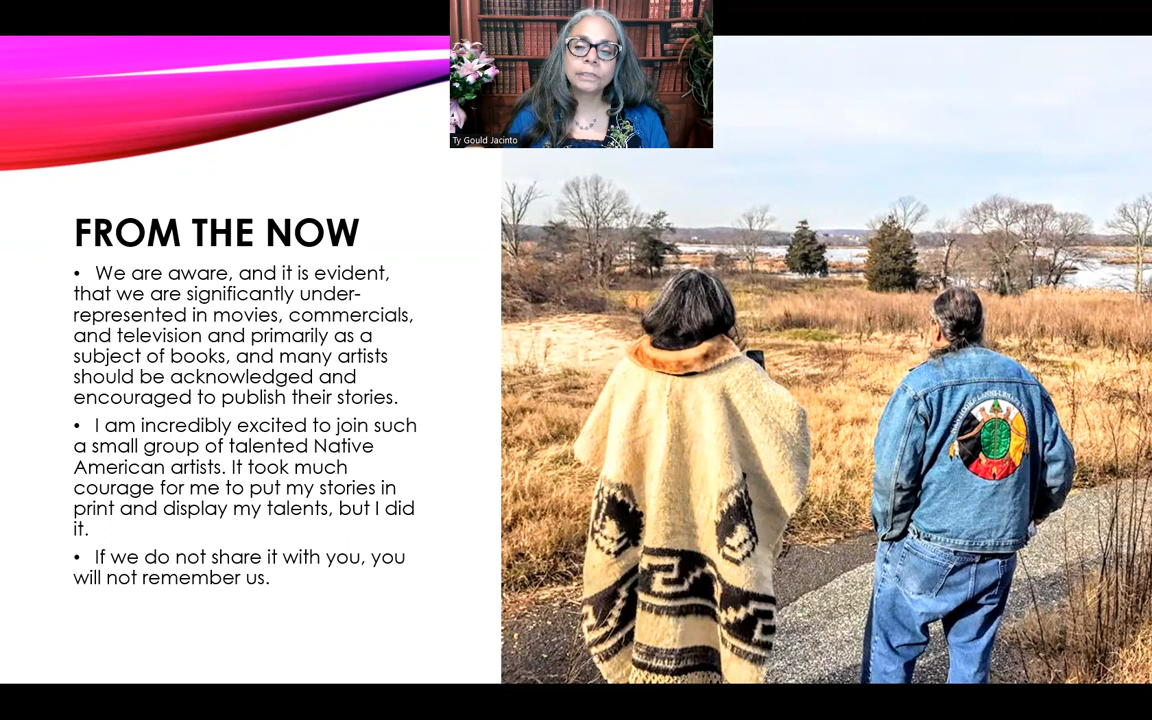 Ty Gould Jacinto
FROM THE NOW
• We are aware, and it is evident,
that we are significantly under-
represented in movies, commercials,
and television and primarily as a
subject of books, and many artists
should be acknowledged and
encouraged to publish their stories.
• I am incredibly excited to join such
a small group of talented Native
American artists. It took much
courage for me to put my stories in
print and display my talents, but I did
it.
• If we do not share it with you, you
will not remember us.